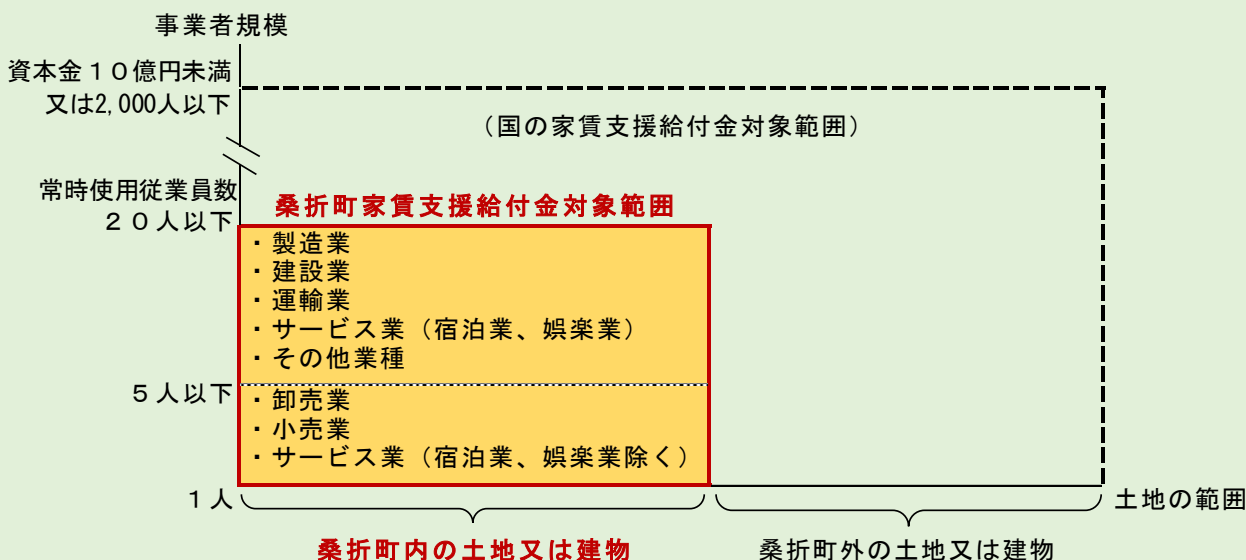 事業者規模
資本金１０億円未満
又は2,000人以下
（国の家賃支援給付金対象範囲）
常時使用従業員数
２０人以下
桑折町家賃支援給付金対象範囲
・製造業
・建設業
・運輸業
・サービス業（宿泊業、娯楽業）
・その他業種
５人以下
・卸売業
・小売業
・サービス業（宿泊業、娯楽業除く）
１人
土地の範囲
桑折町内の土地又は建物
桑折町外の土地又は建物